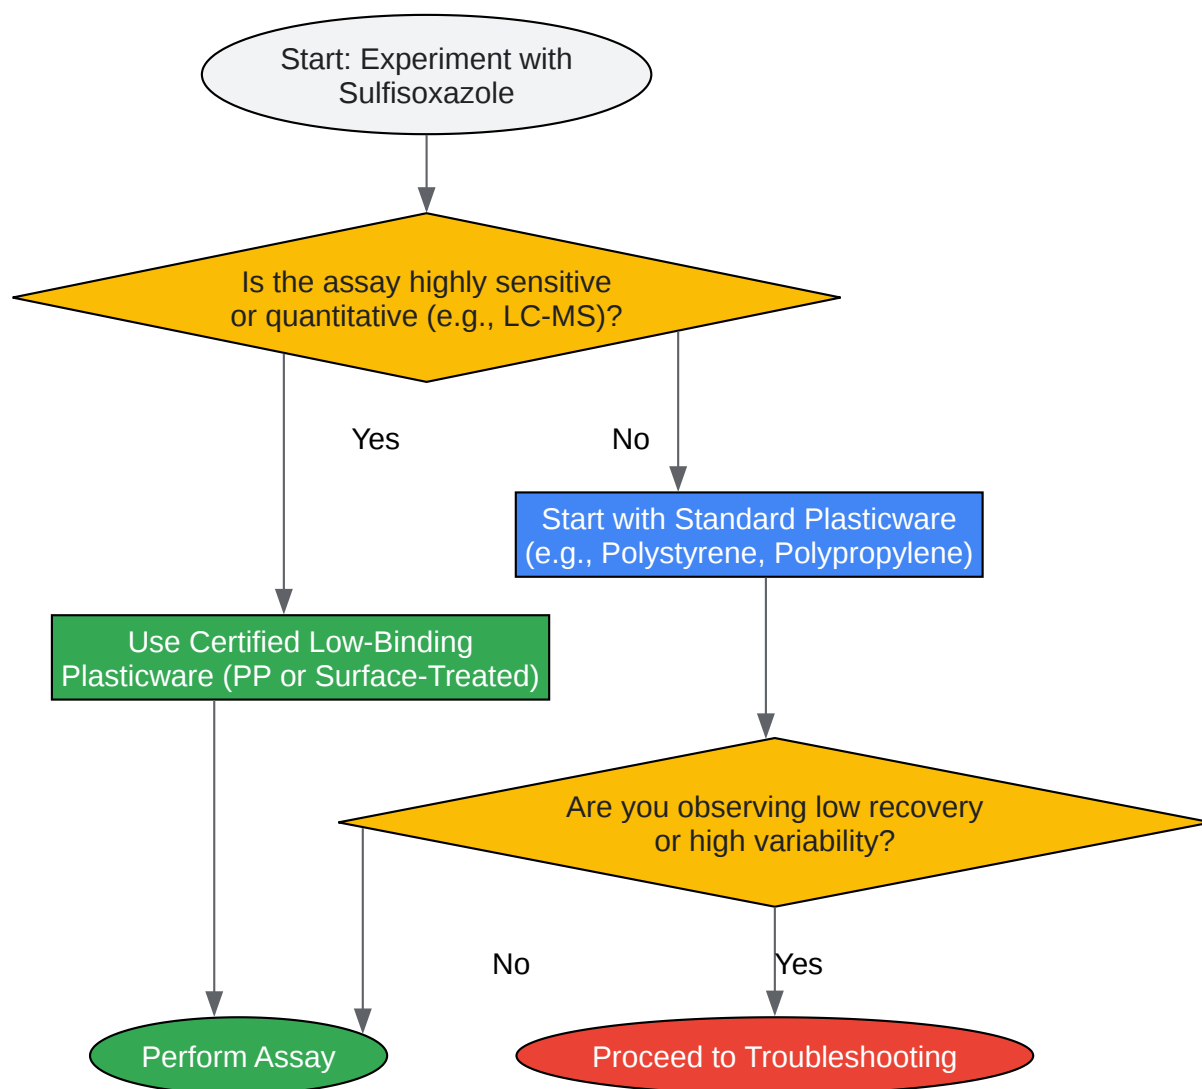 Start: Experiment with
Sulfisoxazole
Is the assay highly sensitive
or quantitative (e.g., LC-MS)?
Yes
No
Start with Standard Plasticware
(e.g., Polystyrene, Polypropylene)
Use Certified Low-Binding
Plasticware (PP or Surface-Treated)
Are you observing low recovery
or high variability?
No
Yes
Perform Assay
Proceed to Troubleshooting